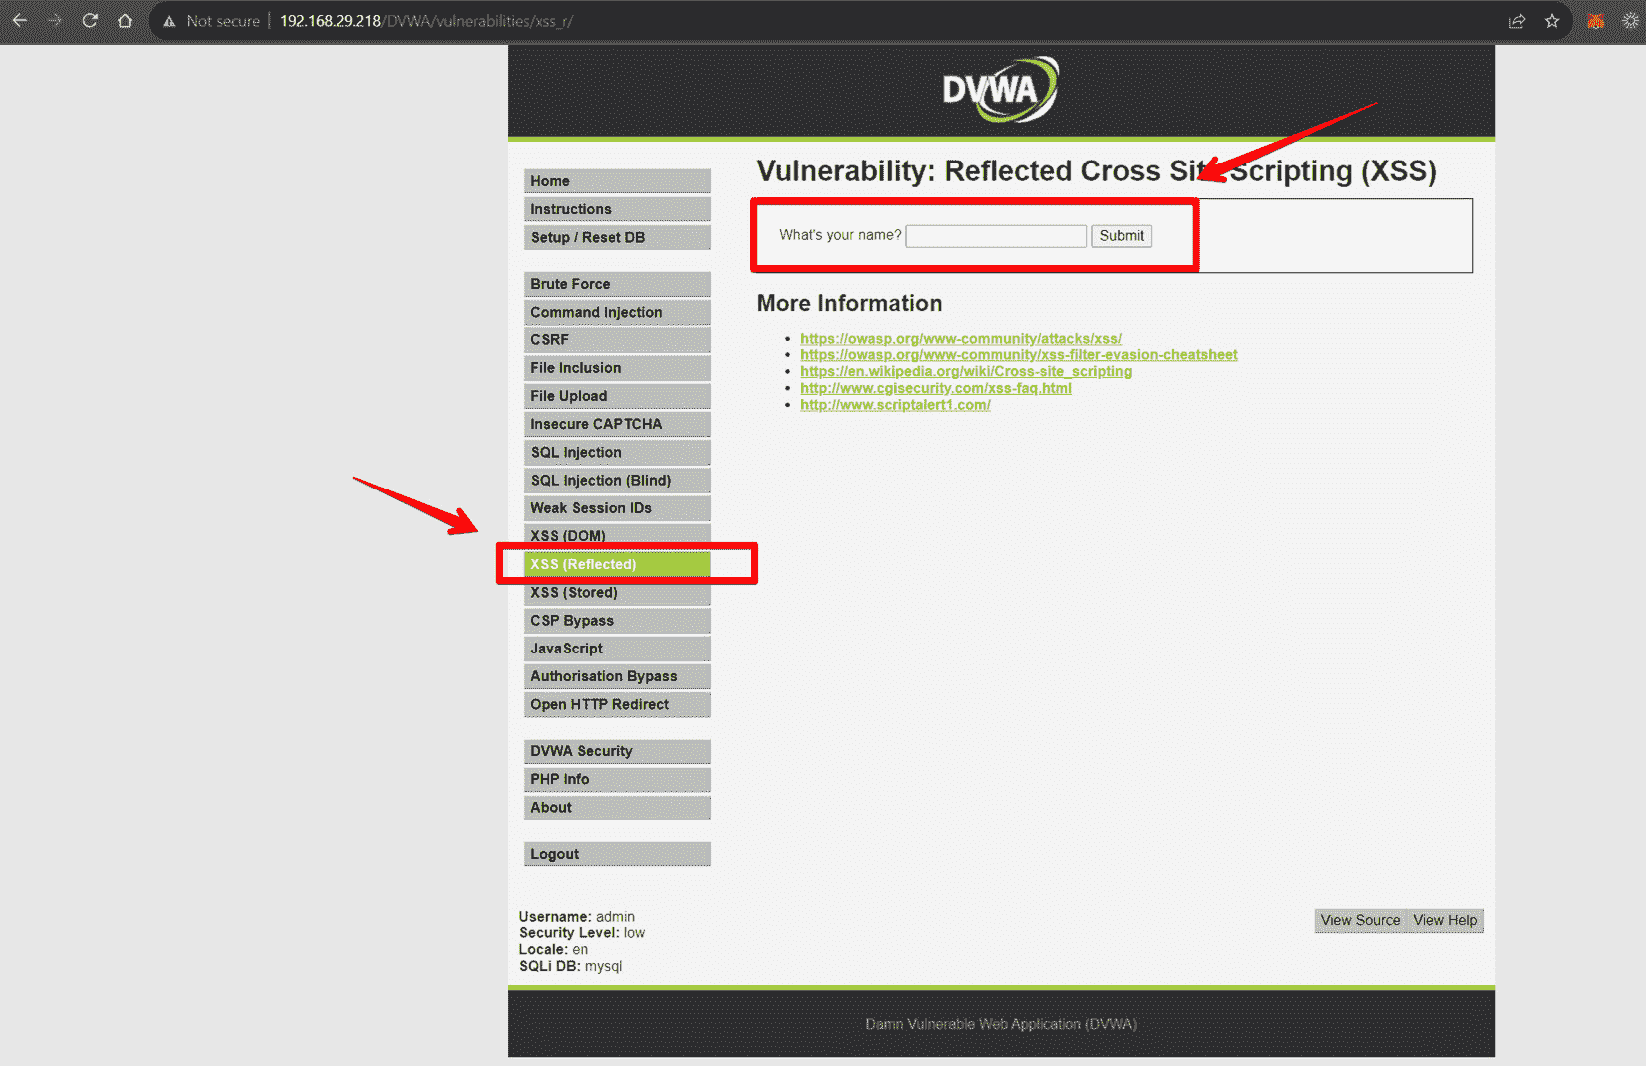 Not secure 192.168.29.218/DVWA/vulnerabilities/xss_r/
DVWA
Home
Instructions
Setup / Reset DB
Brute Force
Command Injection
CSRF
File Inclusion
File Upload
Insecure CAPTCHA
SQL Injection
SQL Injection (Blind)
Weak Session IDs
XSS (DOM)
XSS (Reflected)
XSS (Stored)
CSP Bypass
JavaScript
Authorisation Bypass
Open HTTP Redirect
DVWA Security
PHP Info
About
Logout
Vulnerability: Reflected Cross Site Scripting (XSS)
What's your name? Submit
More Information
https://owasp.org/www-community/attacks/xss/
https://owasp.org/www-community/xss-filter-evasion-cheatsheet
https://en.wikipedia.org/wiki/Cross-site_scripting
http://www.cgisecurity.com/xss-faq.html
http://www.scriptalert1.com/
Username: admin
Security Level: low
Locale: en
SQLi DB: mysql
View Source View Help
Damn Vulnerable Web Application (DVWA)